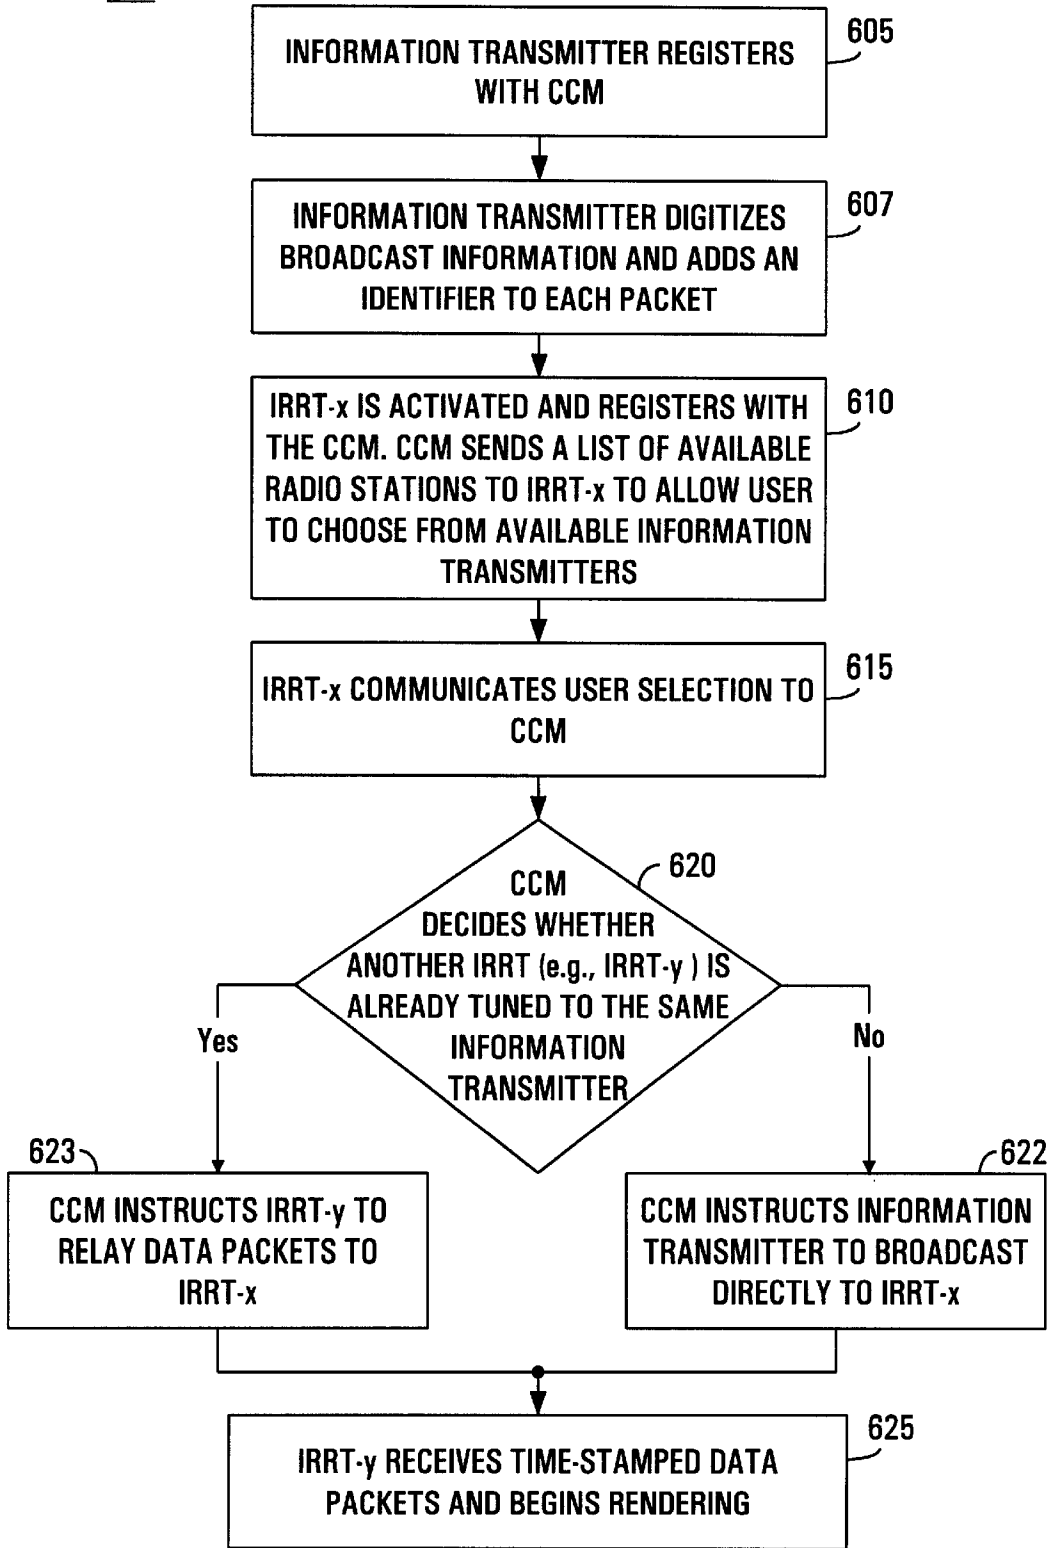 605
INFORMATION TRANSMITTER REGISTERS
WITH CCM
607
INFORMATION TRANSMITTER DIGITIZES
BROADCAST INFORMATION AND ADDS AN
IDENTIFIER TO EACH PACKET
610
IRRT-x IS ACTIVATED AND REGISTERS WITH
THE CCM. CCM SENDS A LIST OF AVAILABLE
RADIO STATIONS TO IRRT-x TO ALLOW USER
TO CHOOSE FROM AVAILABLE INFORMATION
TRANSMITTERS
615
IRRT-x COMMUNICATES USER SELECTION TO
CCM
620
CCM
DECIDES WHETHER
ANOTHER IRRT (e.g., IRRT-y ) IS
ALREADY TUNED TO THE SAME
INFORMATION
TRANSMITTER
Yes
No
623
CCM INSTRUCTS IRRT-y TO
RELAY DATA PACKETS TO
IRRT-x
622
CCM INSTRUCTS INFORMATION
TRANSMITTER TO BROADCAST
DIRECTLY TO IRRT-x
625
IRRT-y RECEIVES TIME-STAMPED DATA
PACKETS AND BEGINS RENDERING